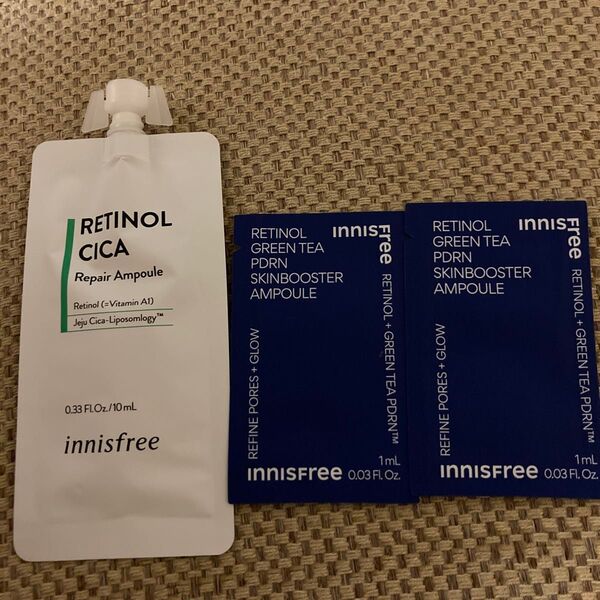 RETINOL
CICA
Repair Ampoule
Retinol (=Vitamin A1)
Jeju Cica-Liposomlogy™
0.33 Fl.Oz./10 mL
innisfree
RETINOL
GREEN TEA
PDRN
SKINBOOSTER
AMPOULE
INNISFree
RETINOL + GREEN TEA PDRN™
REFINE PORES + GLOW
1 mL
INNISFree 0.03 Fl. Oz.
RETINOL
GREEN TEA
PDRN
SKINBOOSTER
AMPOULE
INNISFree
RETINOL + GREEN TEA PDRN™
REFINE PORES + GLOW
1 mL
INNISFree 0.03 Fl. Oz.